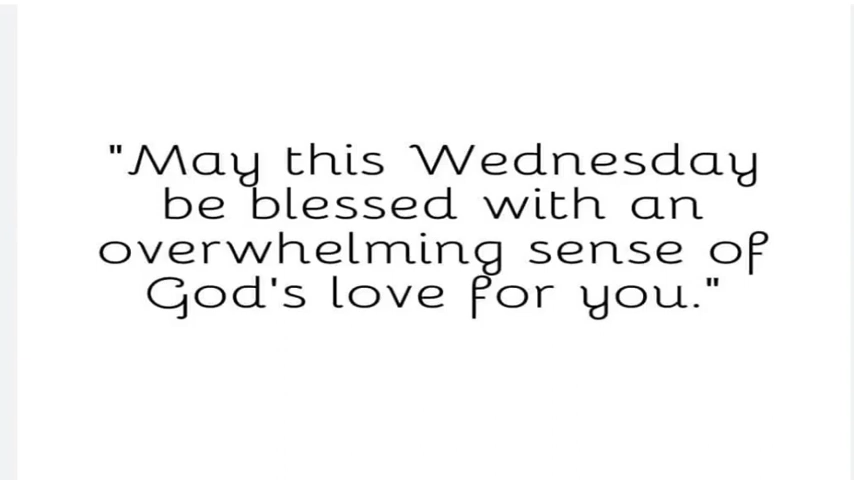 "May this Wednesday
be blessed with an
overwhelming sense of
God's love for you."